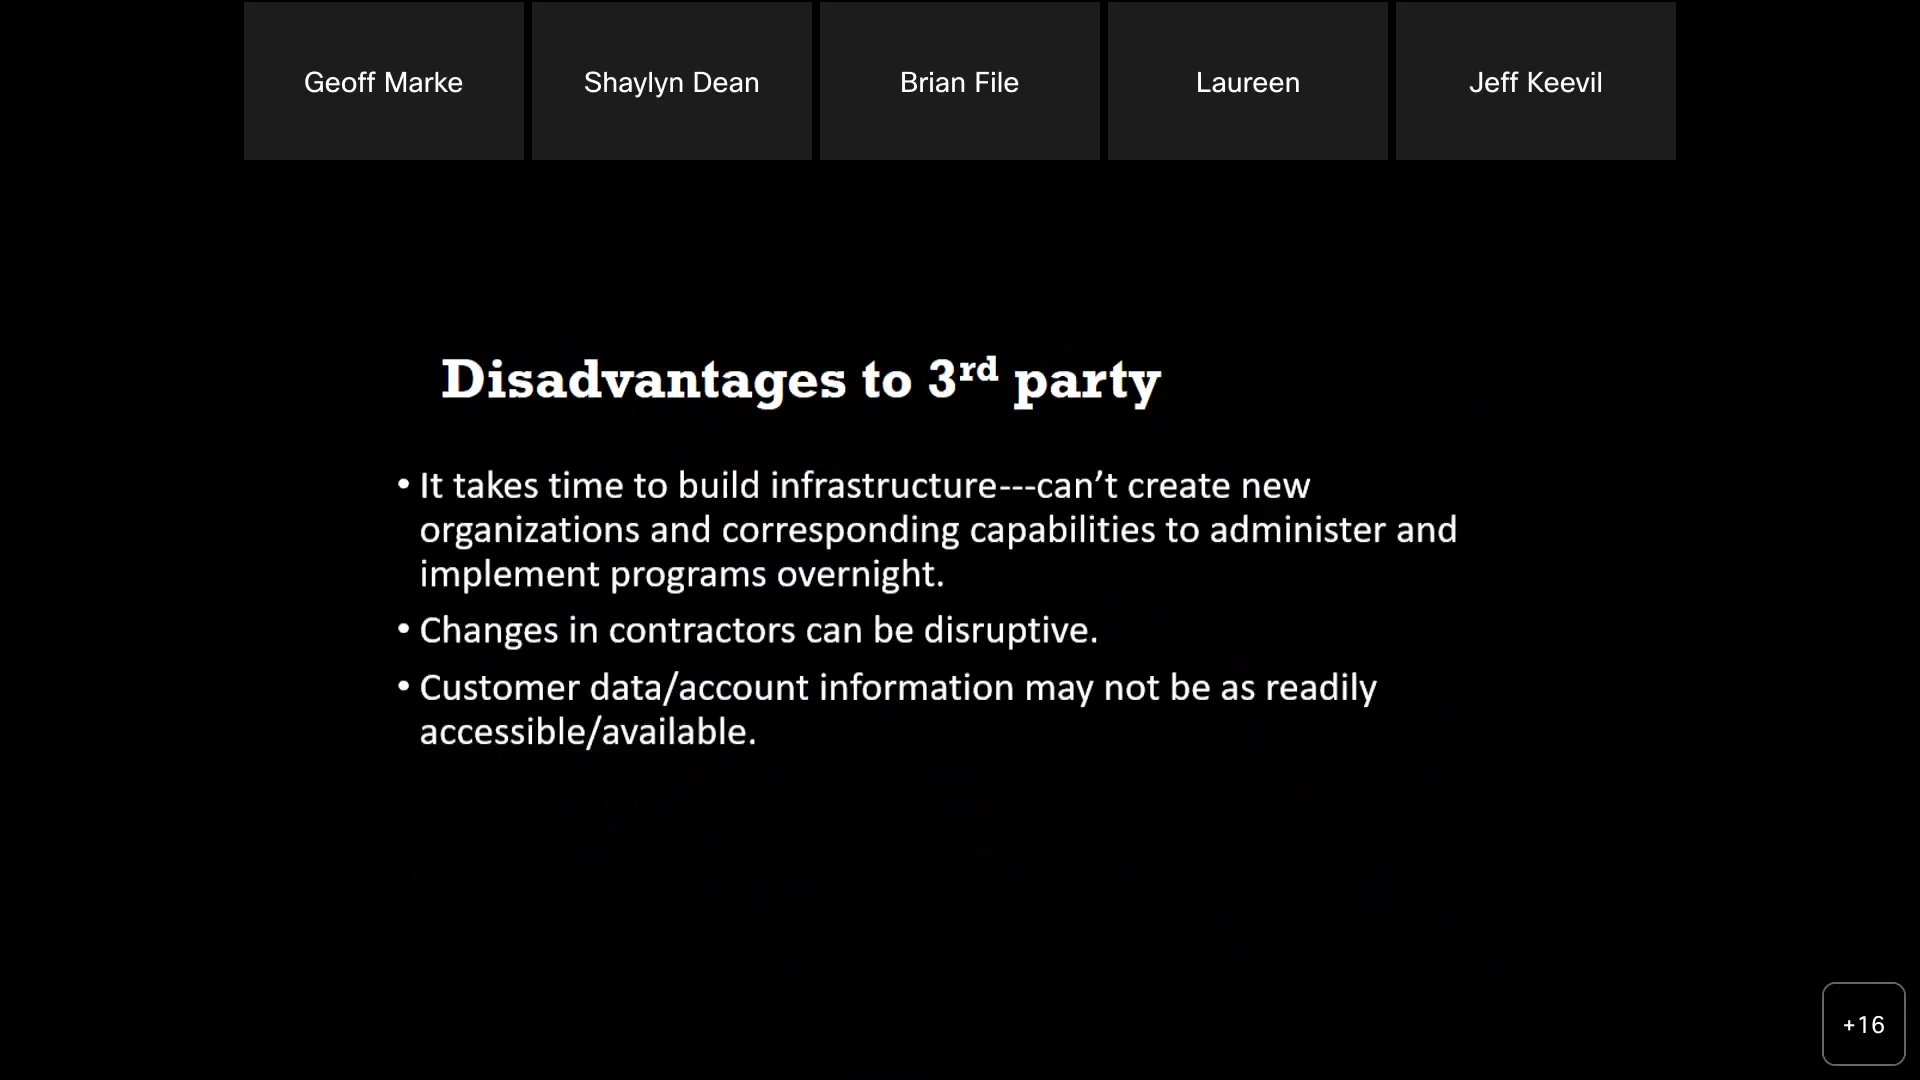 Geoff Marke
Shaylyn Dean
Brian File
Laureen
Jeff Keevil
Disadvantages to 3rd party
• It takes time to build infrastructure---can’t create new
organizations and corresponding capabilities to administer and
implement programs overnight.
• Changes in contractors can be disruptive.
• Customer data/account information may not be as readily
accessible/available.
+16